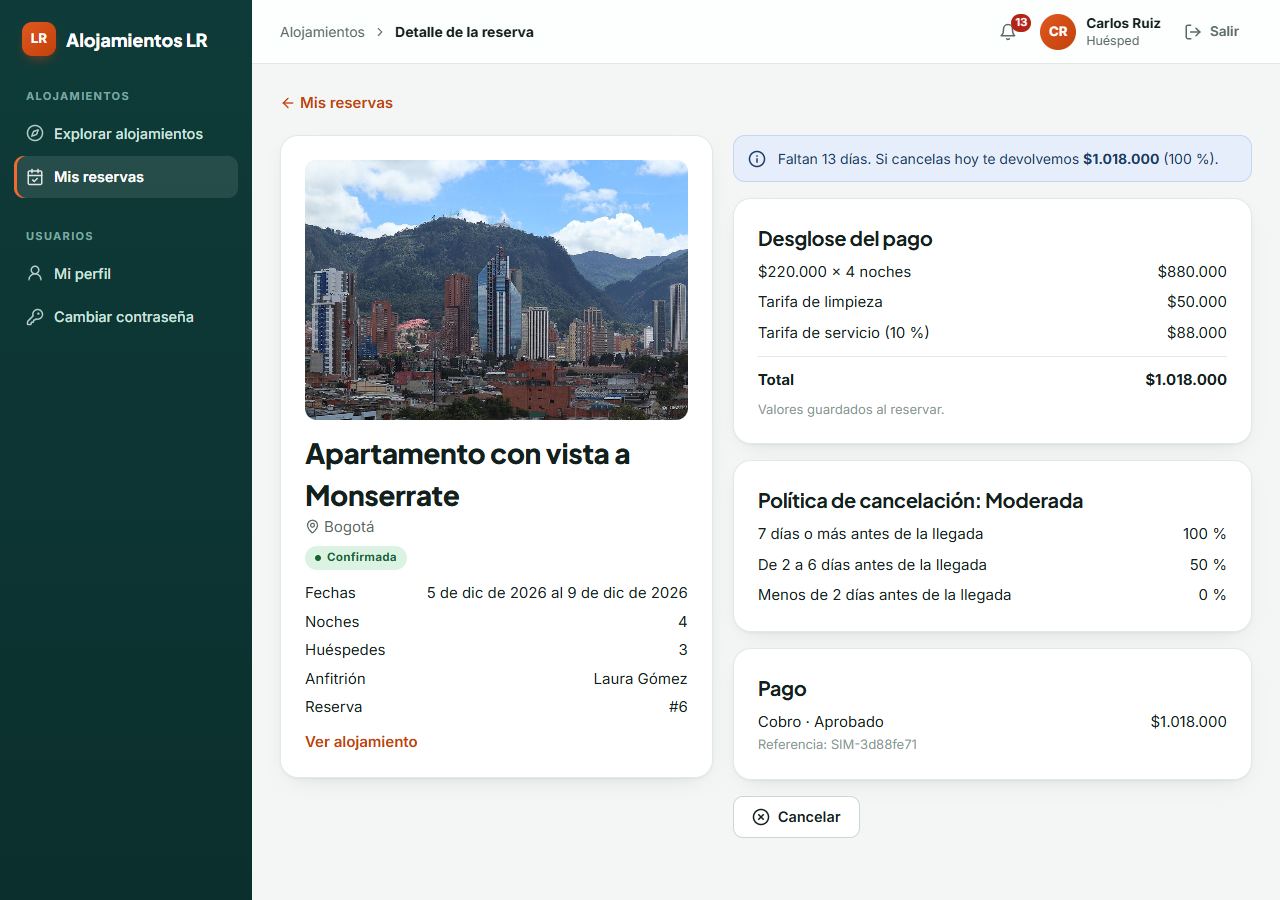 LR
Alojamientos LR
ALOJAMIENTOS
Explorar alojamientos
Mis reservas
USUARIOS
Mi perfil
Cambiar contraseña
Alojamientos > Detalle de la reserva
13
CR
Carlos Ruiz
Huésped
Salir
← Mis reservas
Apartamento con vista a
Monserrate
Bogotá
Confirmada
Fechas 5 de dic de 2026 al 9 de dic de 2026
Noches 4
Huéspedes 3
Anfitrión Laura Gómez
Reserva #6
Ver alojamiento
Faltan 13 días. Si cancelas hoy te devolvemos $1.018.000 (100 %).
Desglose del pago
$220.000 × 4 noches $880.000
Tarifa de limpieza $50.000
Tarifa de servicio (10 %) $88.000
Total $1.018.000
Valores guardados al reservar.
Política de cancelación: Moderada
7 días o más antes de la llegada 100 %
De 2 a 6 días antes de la llegada 50 %
Menos de 2 días antes de la llegada 0 %
Pago
Cobro · Aprobado $1.018.000
Referencia: SIM-3d88fe71
Cancelar